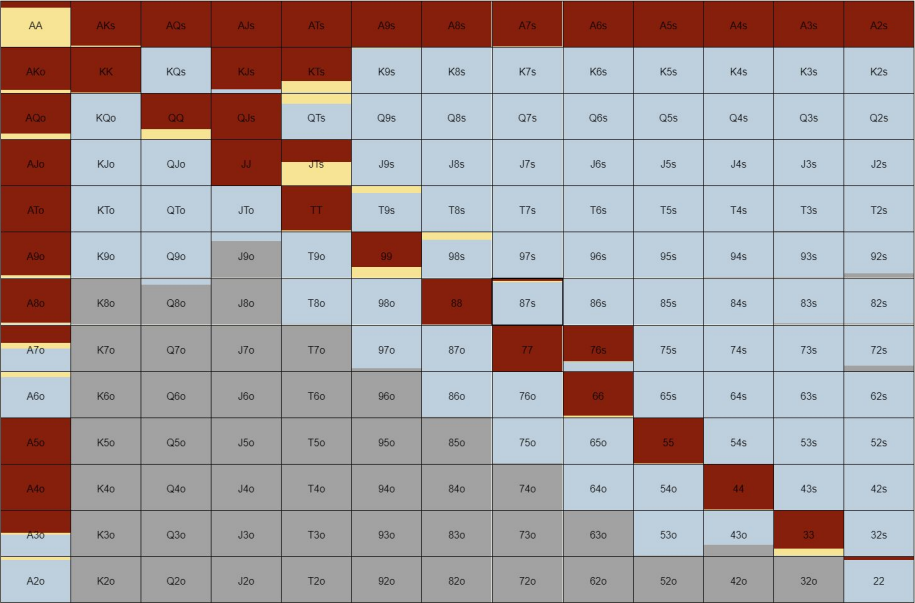 AA AKs AQs AJs ATs A9s A8s A7s A6s A5s A4s A3s A2s
AKo KK KQs KJs KTs K9s K8s K7s K6s K5s K4s K3s K2s
AQo KQo QQ QJs QTs Q9s Q8s Q7s Q6s Q5s Q4s Q3s Q2s
AJo KJo QJo JJ JTs J9s J8s J7s J6s J5s J4s J3s J2s
ATo KTo QTo JTo TT T9s T8s T7s T6s T5s T4s T3s T2s
A9o K9o Q9o J9o T9o 99 98s 97s 96s 95s 94s 93s 92s
A8o K8o Q8o J8o T8o 98o 88 87s 86s 85s 84s 83s 82s
A7o K7o Q7o J7o T7o 97o 87o 77 76s 75s 74s 73s 72s
A6o K6o Q6o J6o T6o 96o 86o 76o 66 65s 64s 63s 62s
A5o K5o Q5o J5o T5o 95o 85o 75o 65o 55 54s 53s 52s
A4o K4o Q4o J4o T4o 94o 84o 74o 64o 54o 44 43s 42s
A3o K3o Q3o J3o T3o 93o 83o 73o 63o 53o 43o 33 32s
A2o K2o Q2o J2o T2o 92o 82o 72o 62o 52o 42o 32o 22